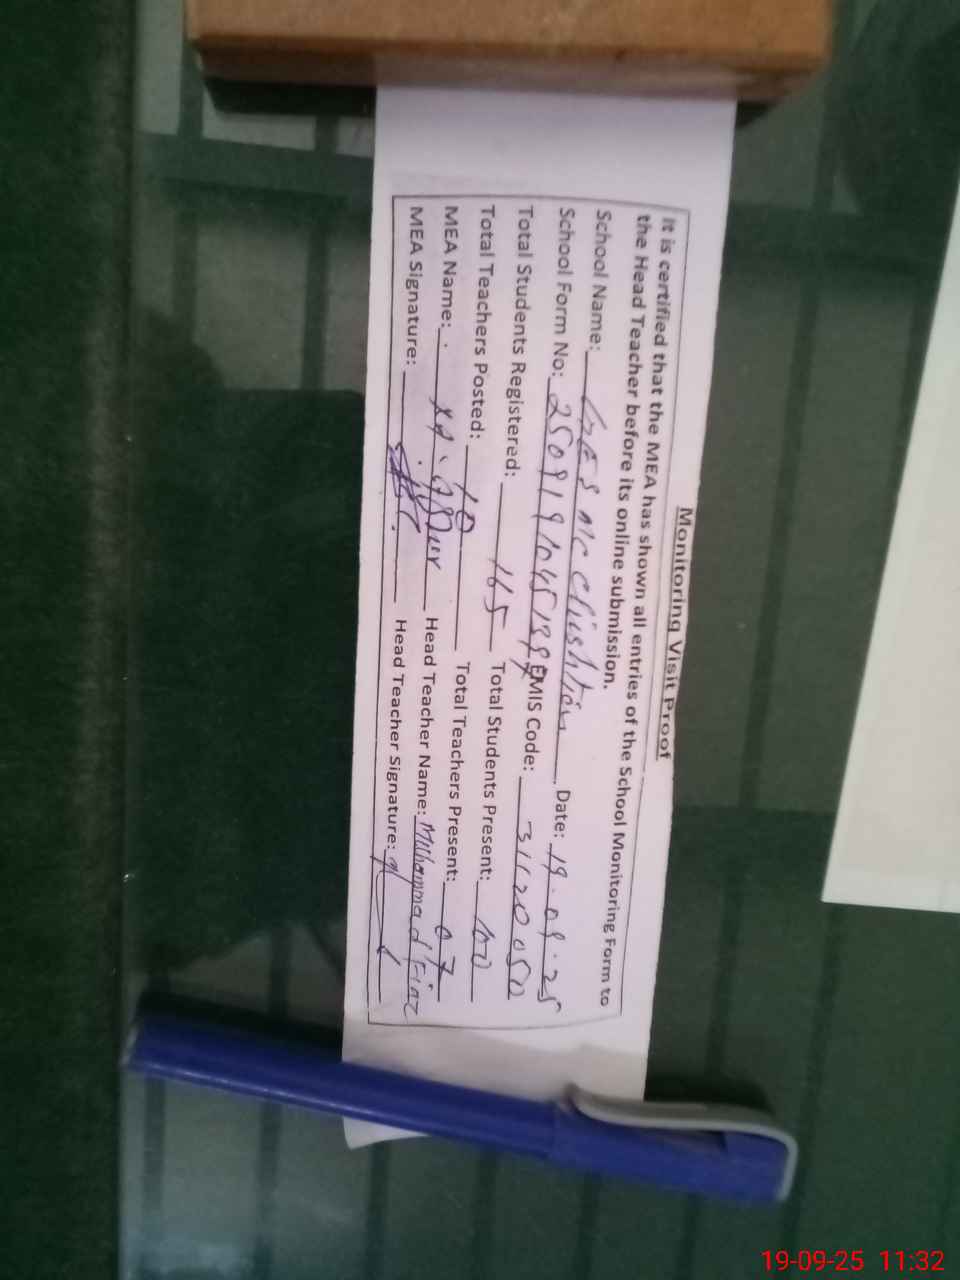 Monitoring Visit Proof
It is certified that the MEA has shown all entries of the School Monitoring Form to
the Head Teacher before its online submission.
School Name: Date: 19.09.25
School Form No: EMIS Code: 31120050
Total Students Registered: 165 Total Students Present: 100
Total Teachers Posted: 10 Total Teachers Present: 07
MEA Name: Head Teacher Name: Muhammad Fiaz
MEA Signature: Head Teacher Signature:
19-09-25 11:32